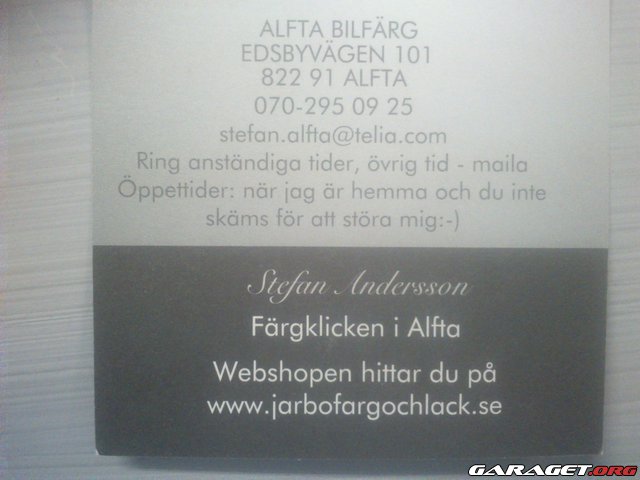 ALFTA BILFÄRG
EDSBYVÄGEN 101
822 91 ALFTA
070-295 09 25
stefan.alfta@telia.com
Ring anständiga tider, övrig tid - maila
Öppettider: när jag är hemma och du inte
skäms för att störa mig:-)
Stefan Andersson
Färgklicken i Alfta
Webshopen hittar du på
www.jarbofargochlack.se
GARAGET.ORG